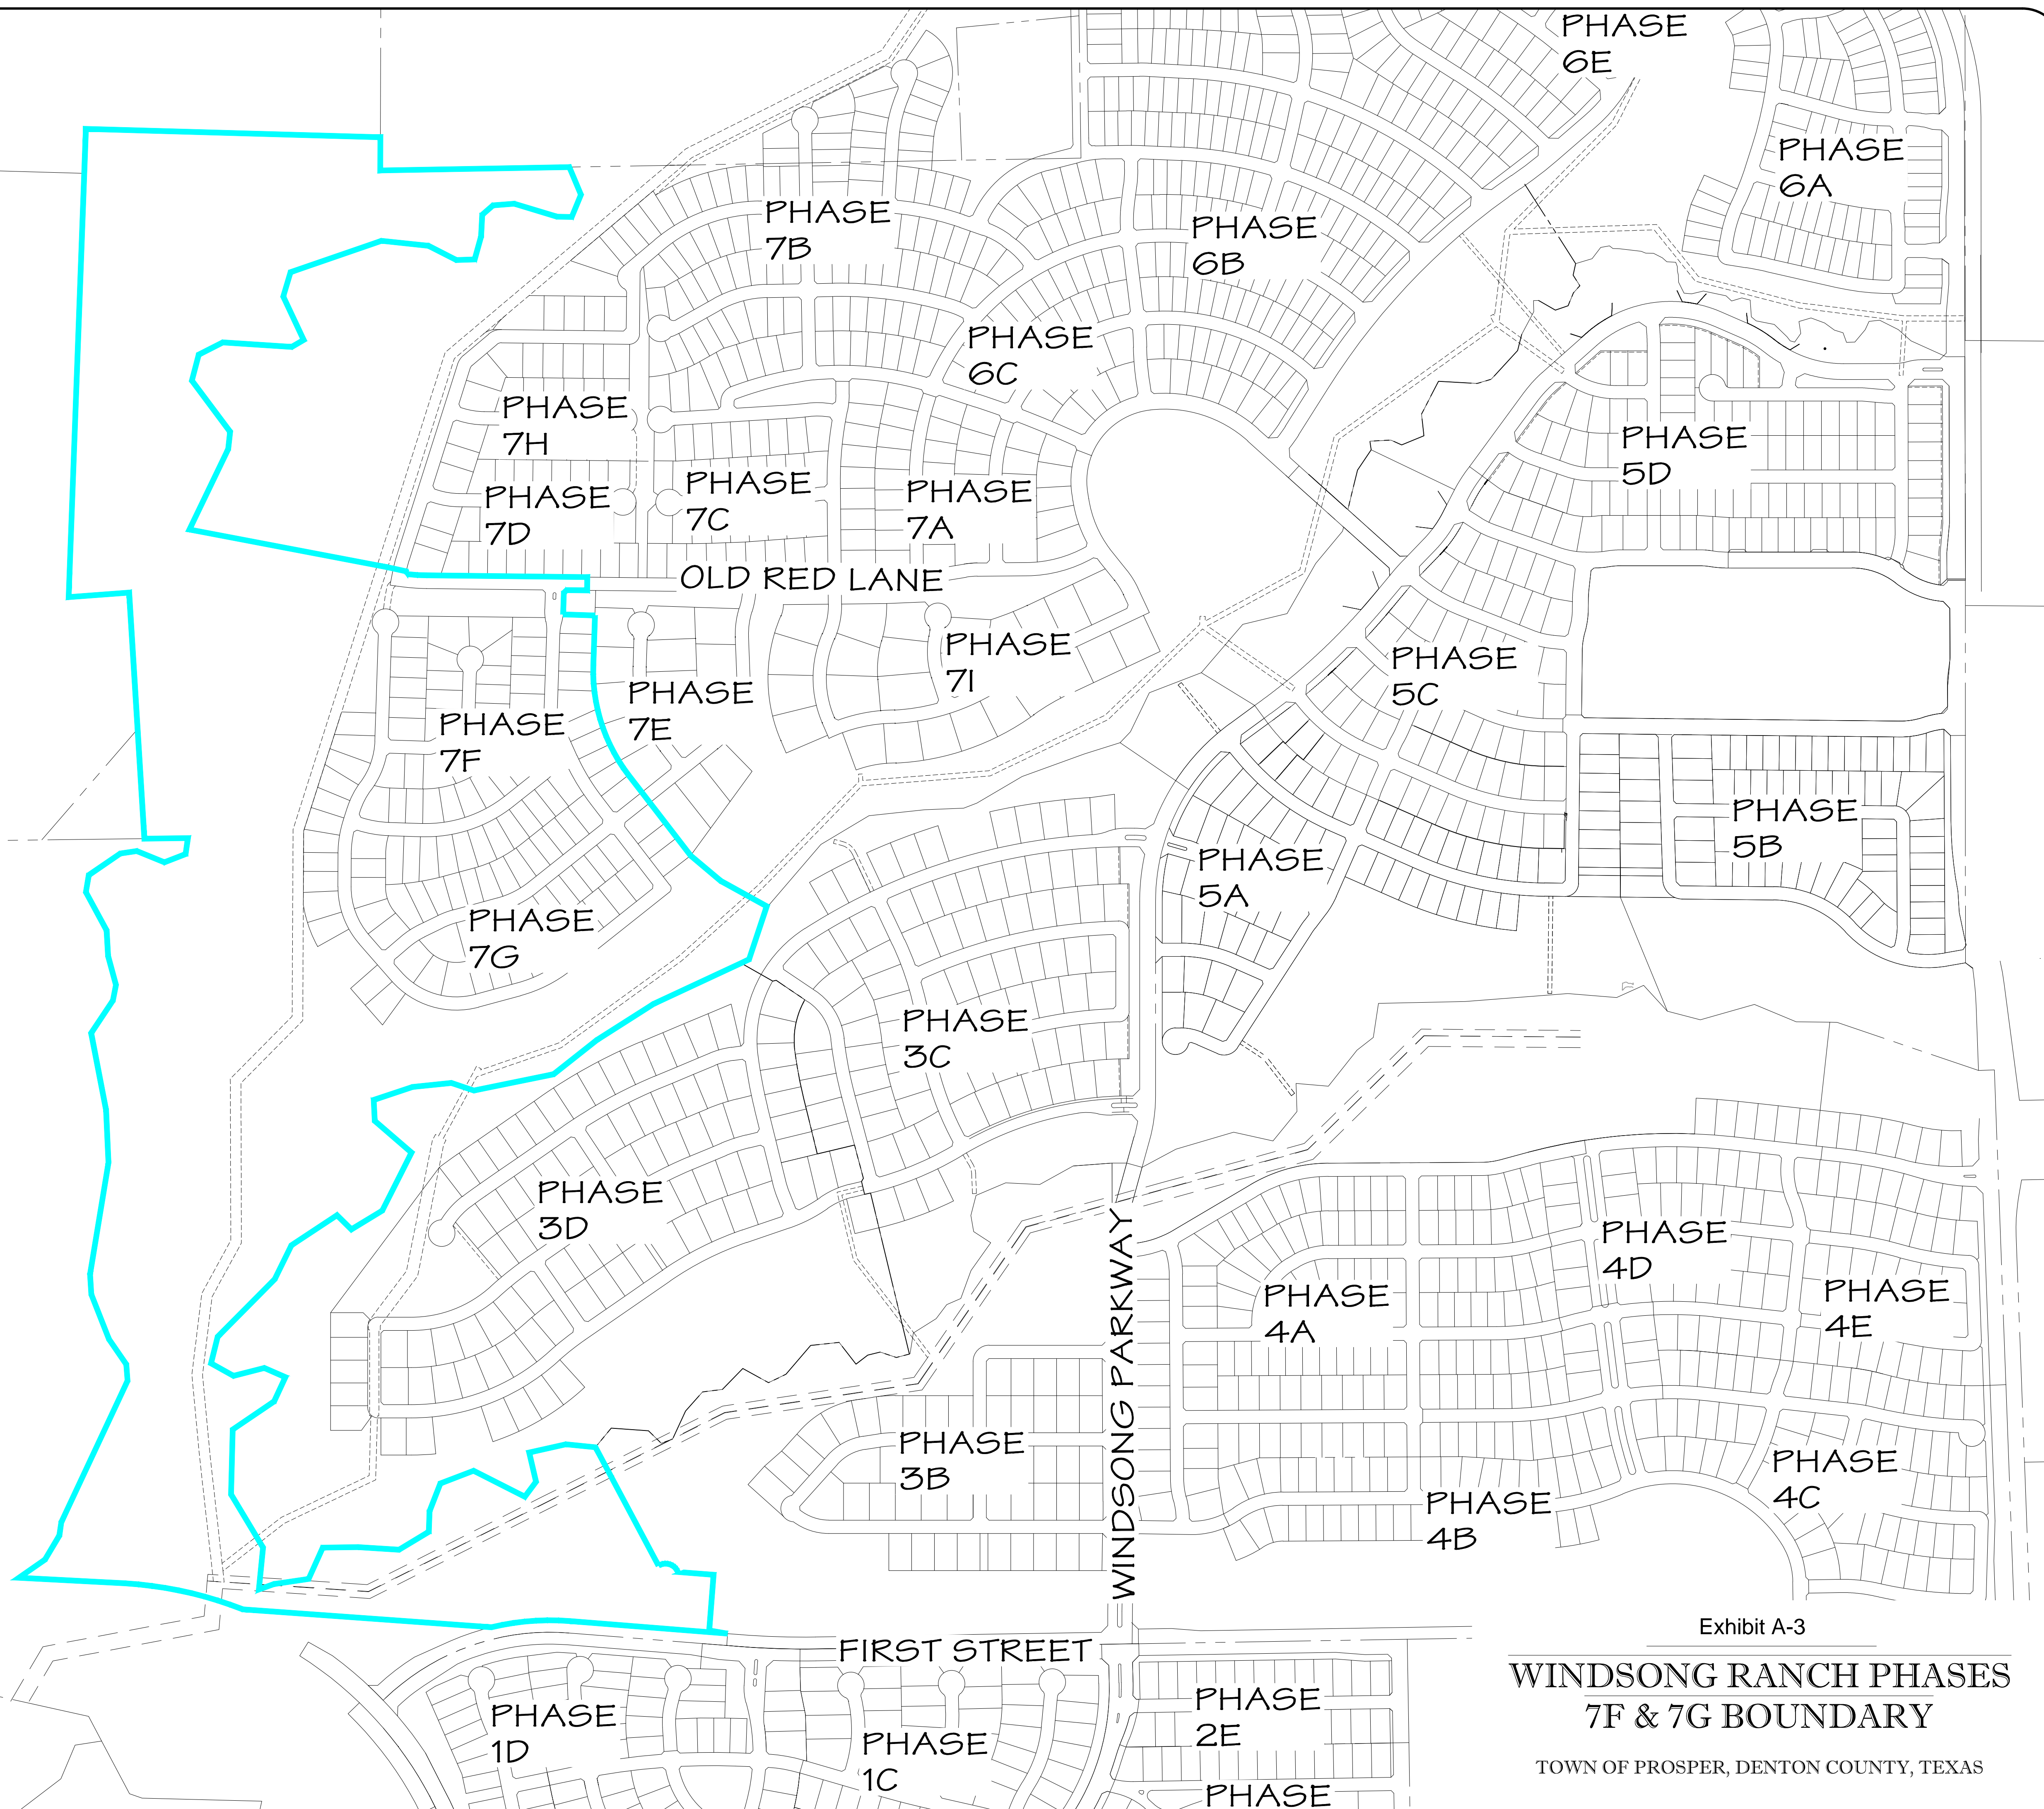 PHASE
6E
PHASE
6A
PHASE
7B
PHASE
6B
PHASE
6C
PHASE
7H
PHASE
5D
PHASE
7D
PHASE
7C
PHASE
7A
OLD RED LANE
PHASE
7I
PHASE
5C
PHASE
7E
PHASE
7F
PHASE
5B
PHASE
5A
PHASE
7G
PHASE
3C
PHASE
3D
PHASE
4D
PHASE
4A
PHASE
4E
WINDSONG PARKWAY
PHASE
3B
PHASE
4C
PHASE
4B
FIRST STREET
PHASE
1D
PHASE
1C
PHASE
2E
PHASE
Exhibit A-3
WINDSONG RANCH PHASES
7F & 7G BOUNDARY
TOWN OF PROSPER, DENTON COUNTY, TEXAS